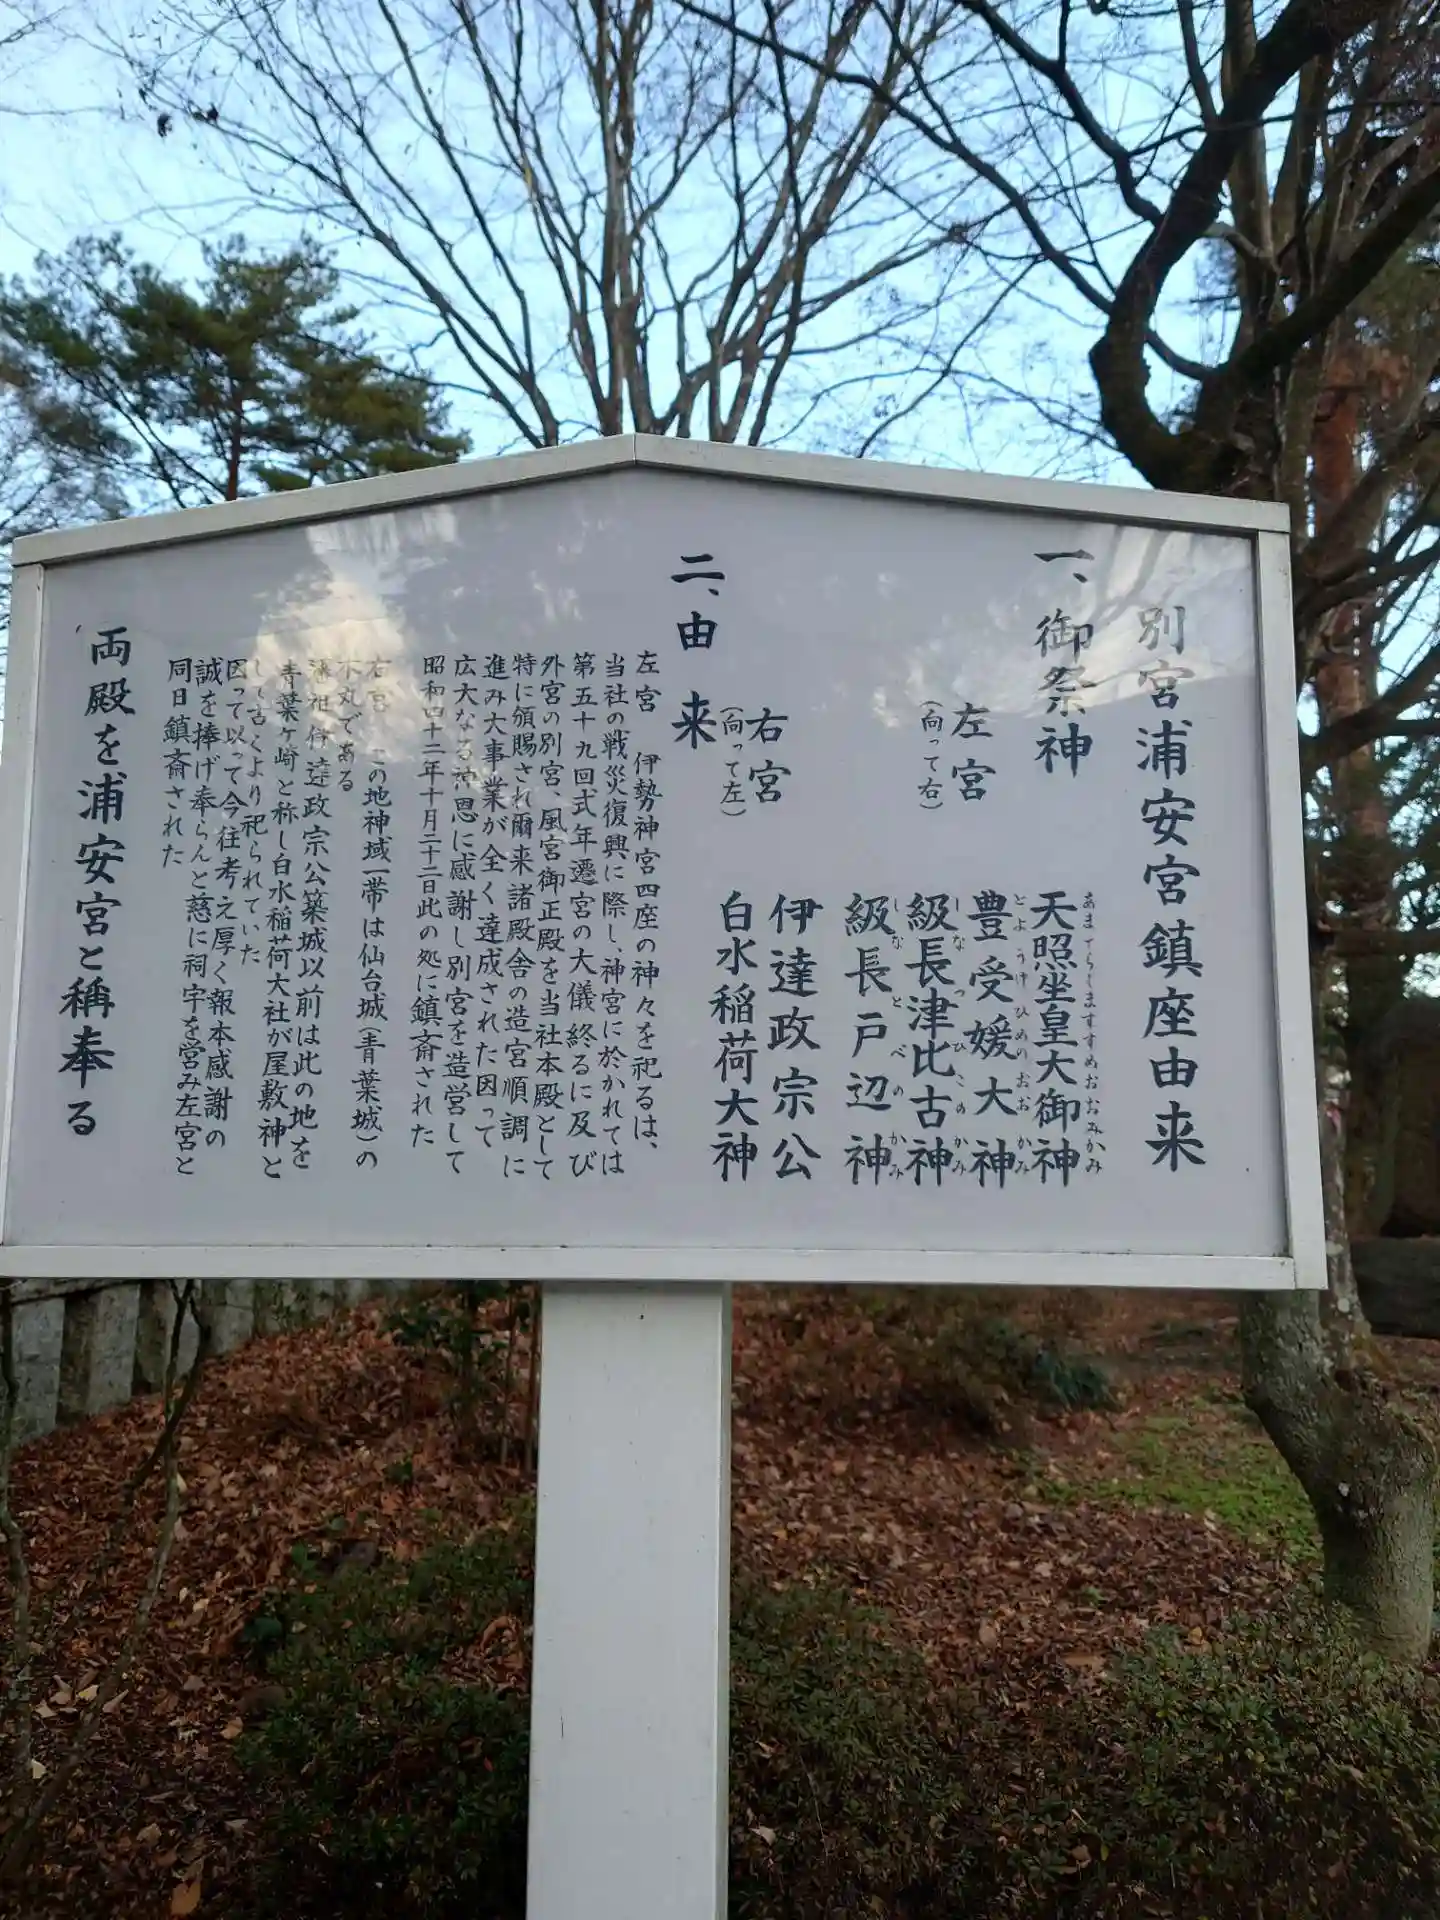 別宮浦安宮鎮座由来
一、御祭神
左宮
(向って右)
天照坐皇大御神
あまてらしますすめおおみかみ
豊受媛大神
とようけひめのおおかみ
級長津比古神
しなつひこのかみ
級長戸辺神
しなとべのかみ
右宮
(向って左)
伊達政宗公
白水稲荷大神
二、由来
左宮 伊勢神宮四座の神々を祀るは、
当社の戦災復興に際し、神宮に於かれては
第五十九回式年遷宮の大儀終るに及び
外宮の別宮、風宮御正殿を当社本殿として
特に頒賜され爾来諸殿舎の造宮順調に
進み大事業が全く達成された因って
広大なる神恩に感謝し別宮を造営して
昭和四十二年十月二十二日此の処に鎮斎された
右宮 この地神域一帯は仙台城(青葉城)の
本丸である
藩祖伊達政宗公築城以前は此の地を
青葉ヶ崎と称し白水稲荷大社が屋敷神と
して古くより祀られていた
因って以って今往考え厚く報本感謝の
誠を捧げ奉らんと慈に祠宇を営み左宮と
同日鎮斎された
両殿を浦安宮と稱奉る